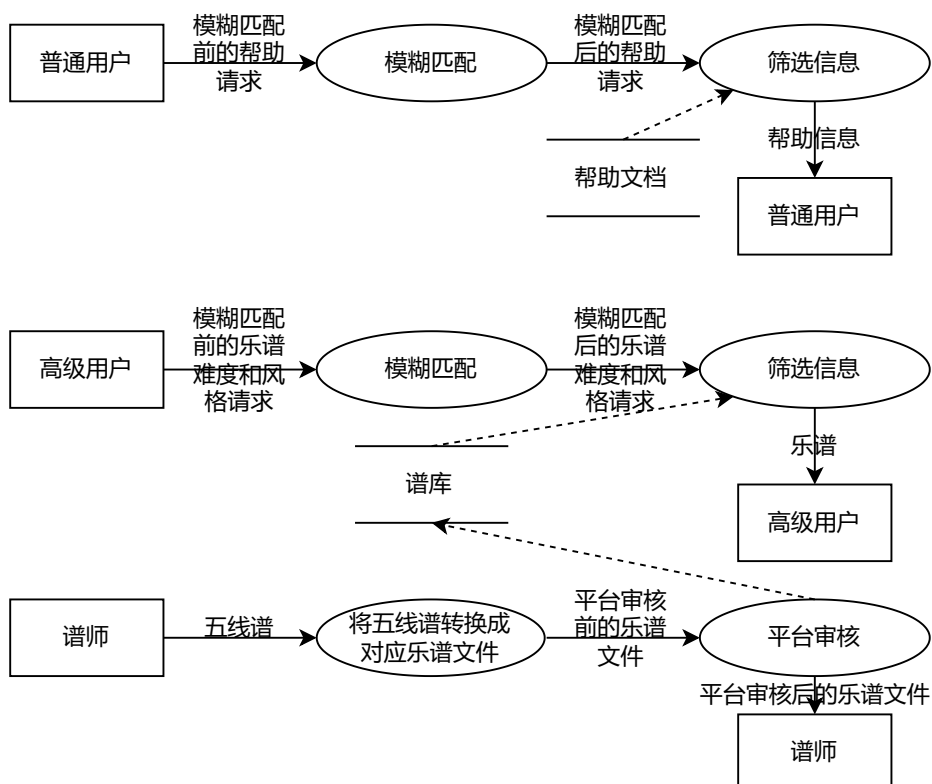 普通用户
模糊匹配
前的帮助
请求
模糊匹配
模糊匹配
后的帮助
请求
筛选信息
帮助信息
帮助文档
普通用户
高级用户
模糊匹配
前的乐谱
难度和风
格请求
模糊匹配
模糊匹配
后的乐谱
难度和风
格请求
筛选信息
乐谱
谱库
高级用户
谱师
五线谱
将五线谱转换成
对应乐谱文件
平台审核
前的乐谱
文件
平台审核
平台审核后的乐谱文件
谱师